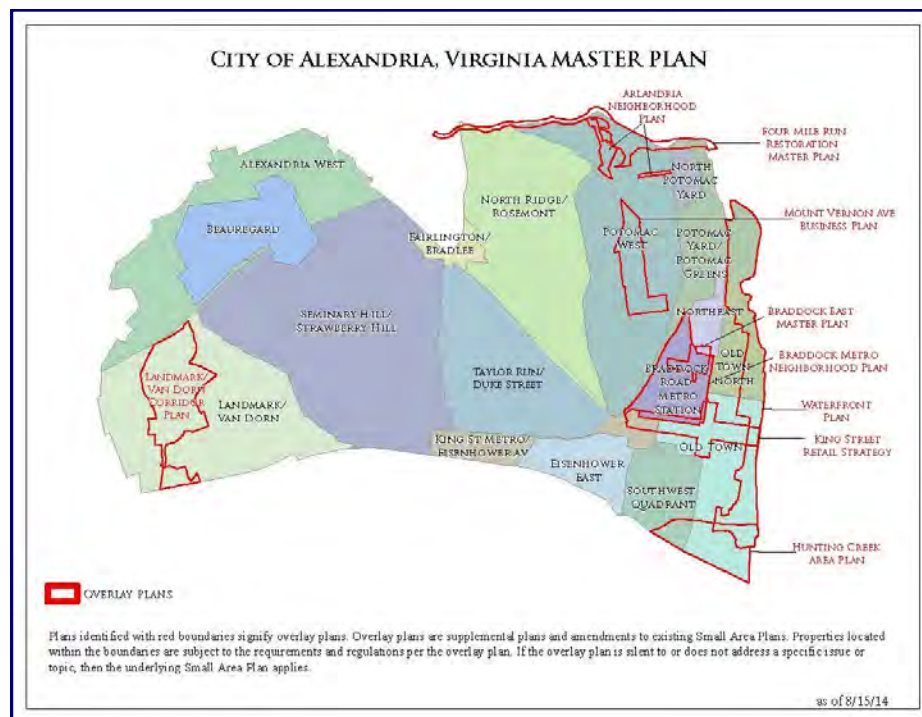 CITY OF ALEXANDRIA, VIRGINIA MASTER PLAN
ARLANDRIA
NEIGHBORHOOD
PLAN
FOUR MILE RUN
RESTORATION
MASTER PLAN
ALEXANDRIA WEST
NORTH
POTOMAC
YARD
NORTH RIDGE/
ROSEMONT
MOUNT VERNON AVE
BUSINESS PLAN
BEAUREGARD
POTOMAC
WEST
POTOMAC
YARD/
POTOMAC
GREENS
FAIRLINGTON/
BRADLEE
NORTHEAST
BRADDOCK EAST
MASTER PLAN
SEMINARY HILL/
STRAWBERRY HILL
BRADDOCK METRO
NEIGHBORHOOD PLAN
OLD
TOWN
NORTH
BRADDOCK
ROAD
METRO
STATION
TAYLOR RUN/
DUKE STREET
LANDMARK/
VAN DORN
CORRIDOR
PLAN
LANDMARK/
VAN DORN
WATERFRONT
PLAN
KING STREET
RETAIL STRATEGY
KING ST METRO/
EISENHOWER AV
OLD TOWN
EISENHOWER
EAST
SOUTHWEST
QUADRANT
HUNTING CREEK
AREA PLAN
OVERLAY PLANS
Plans identified with red boundaries signify overlay plans. Overlay plans are supplemental plans and amendments to existing Small Area Plans. Properties located
within the boundaries are subject to the requirements and regulations per the overlay plan. If the overlay plan is silent to or does not address a specific issue or
topic, then the underlying Small Area Plan applies.
as of 8/15/14